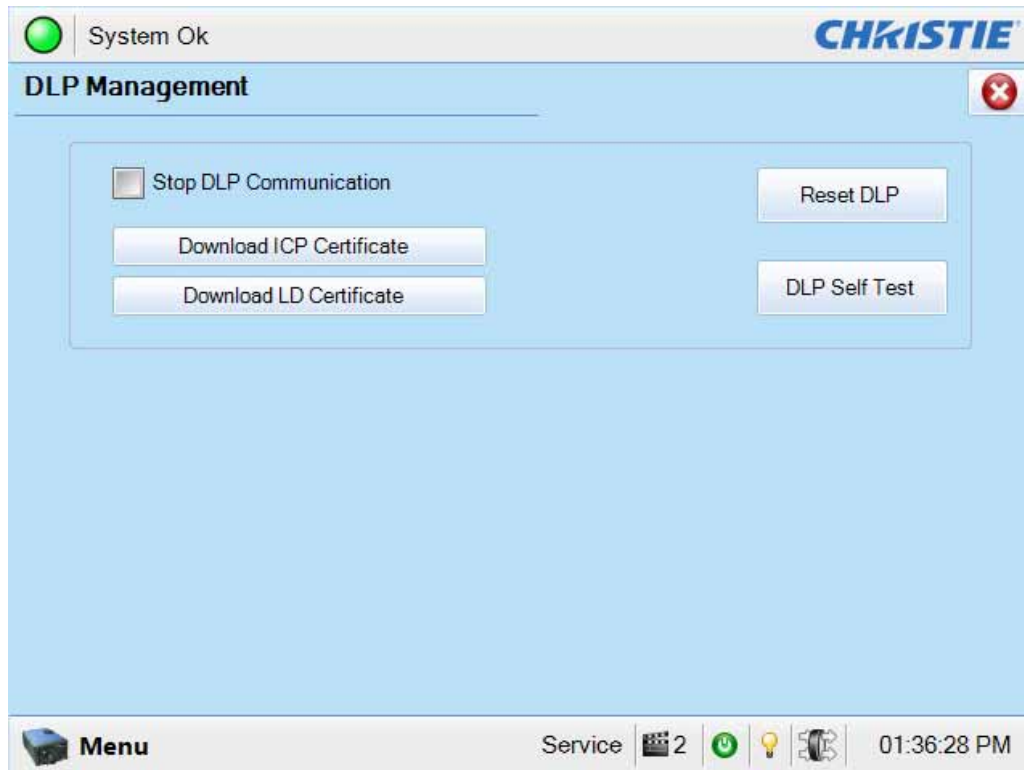 System Ok
CHRISTIE
DLP Management
Stop DLP Communication
Reset DLP
Download ICP Certificate
Download LD Certificate
DLP Self Test
Menu
Service
2
01:36:28 PM